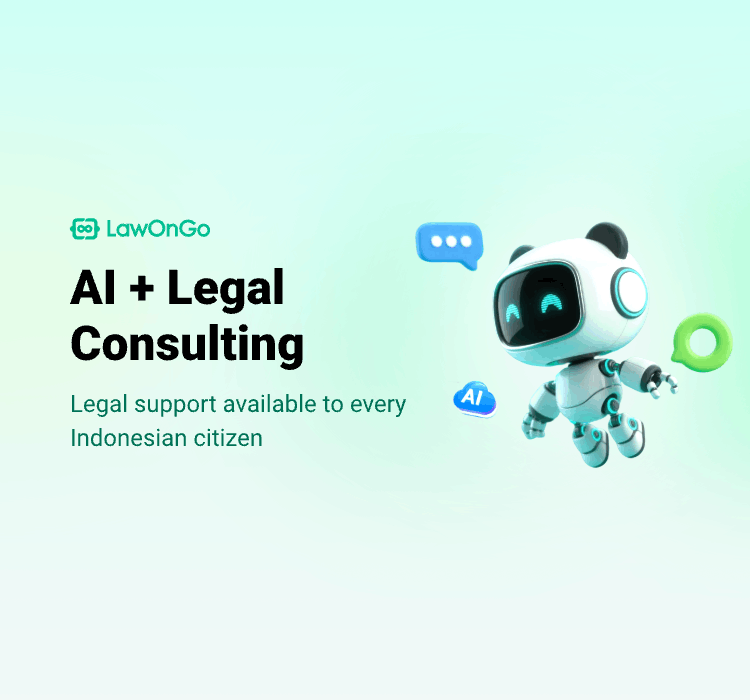 LawOnGo
AI + Legal
Consulting
Legal support available to every
Indonesian citizen
AI